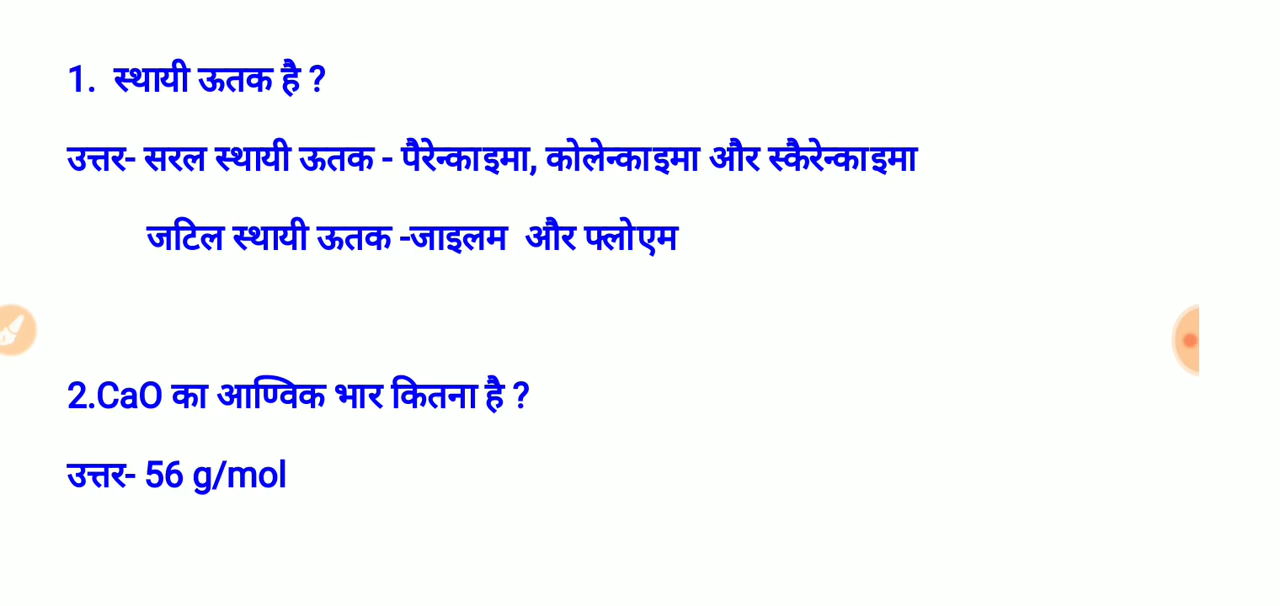 1. स्थायी ऊतक है ?
उत्तर- सरल स्थायी ऊतक - पैरेन्काइमा, कोलेन्काइमा और स्कैरेन्काइमा
जटिल स्थायी ऊतक -जाइलम और फ्लोएम
2.CaO का आण्विक भार कितना है ?
उत्तर- 56 g/mol